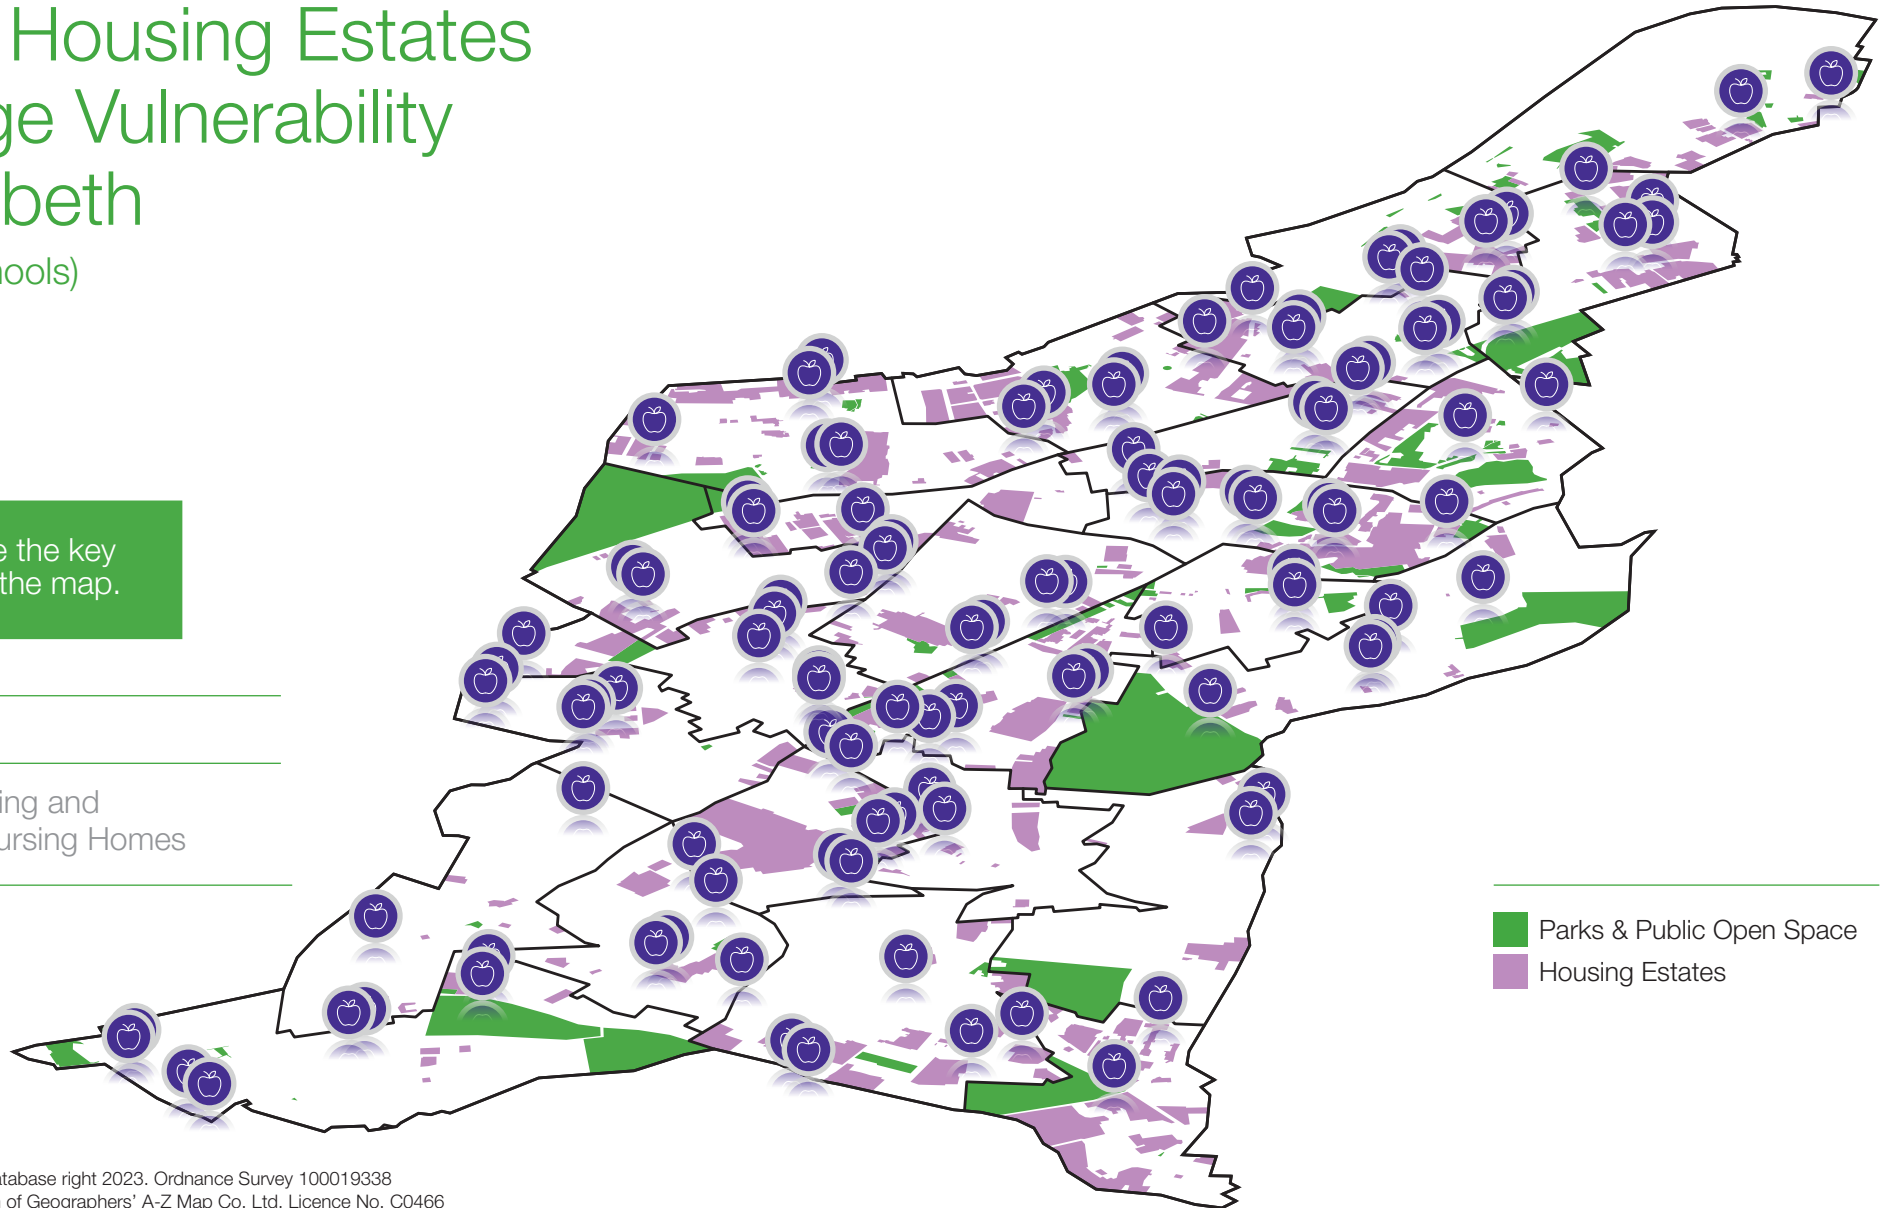 Housing Estates
ge Vulnerability
beth
ools)
e the key
the map.
ing and
ursing Homes
Parks & Public Open Space
Housing Estates
atabase right 2023. Ordnance Survey 100019338
of Geographers' A-Z Map Co. Ltd. Licence No. C0466